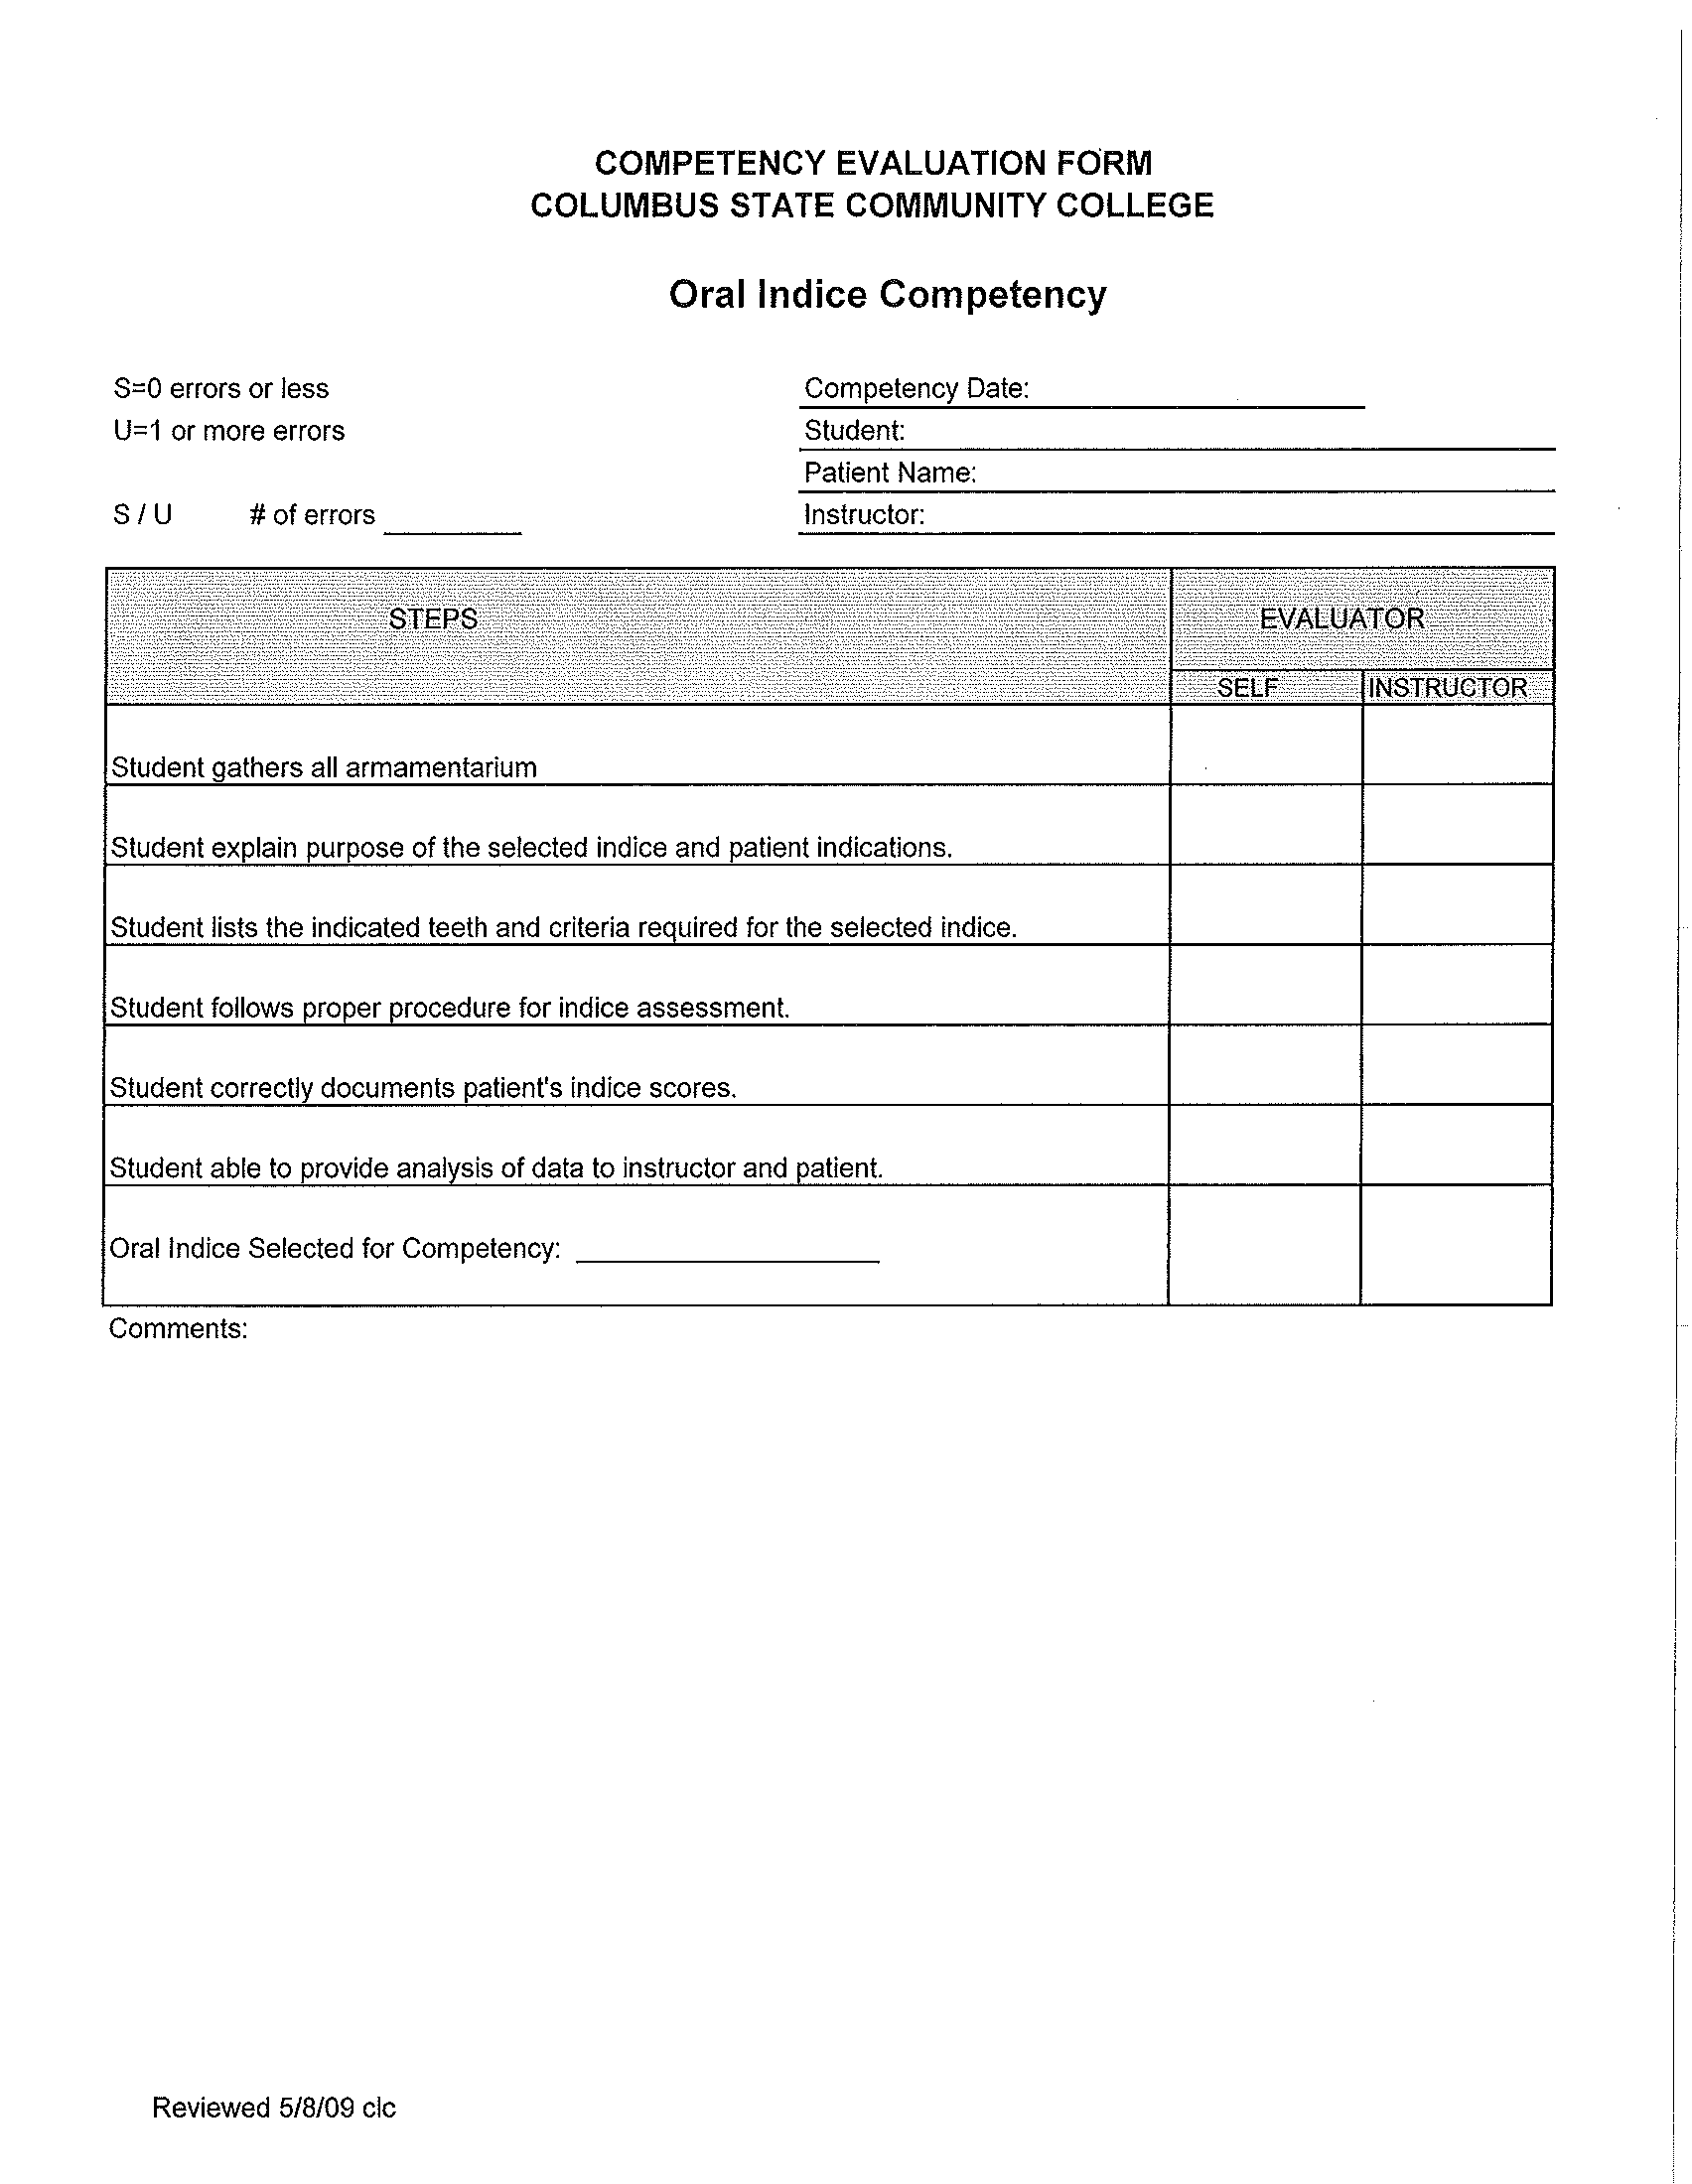 COMPETENCY EVALUATION FORM
COLUMBUS STATE COMMUNITY COLLEGE
Oral Indice Competency
S=0 errors or less
U=1 or more errors
S / U # of errors
Competency Date:
Student:
Patient Name:
Instructor:
STEPS
EVALUATOR
SELF INSTRUCTOR
Student gathers all armamentarium
Student explain purpose of the selected indice and patient indications.
Student lists the indicated teeth and criteria required for the selected indice.
Student follows proper procedure for indice assessment.
Student correctly documents patient's indice scores.
Student able to provide analysis of data to instructor and patient.
Oral Indice Selected for Competency:
Comments:
Reviewed 5/8/09 clc